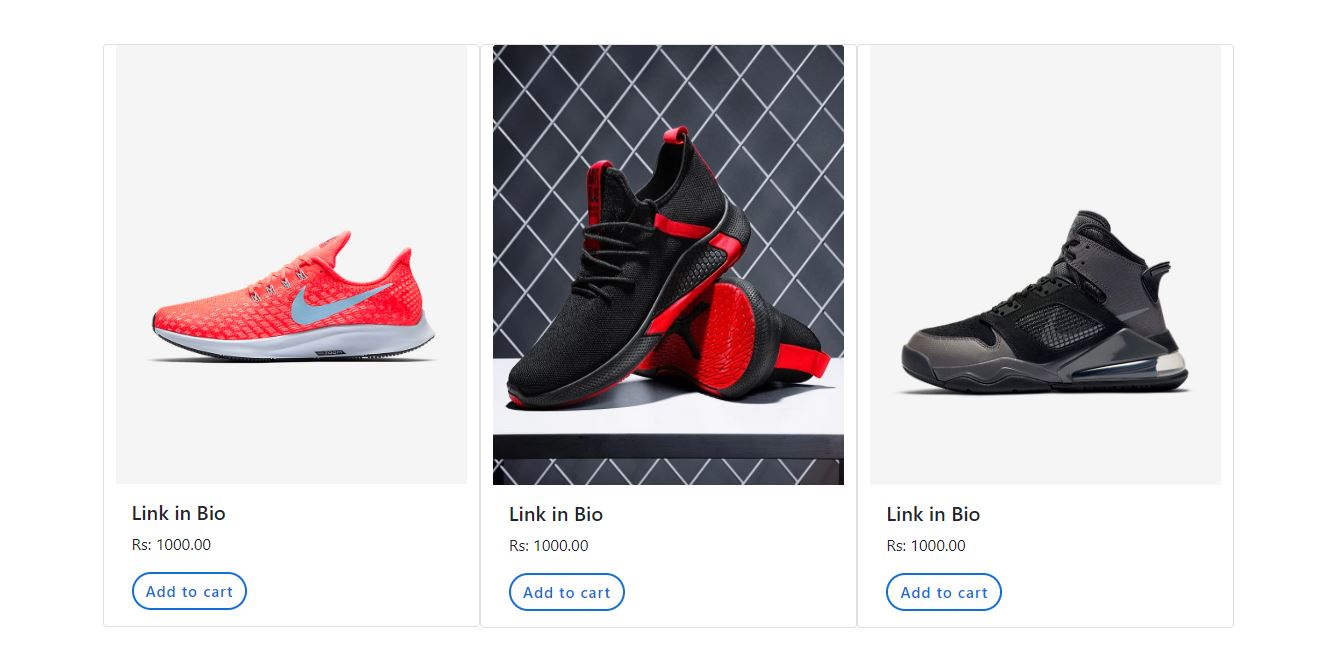 Link in Bio
Rs: 1000.00
Add to cart
Link in Bio
Rs: 1000.00
Add to cart
Link in Bio
Rs: 1000.00
Add to cart